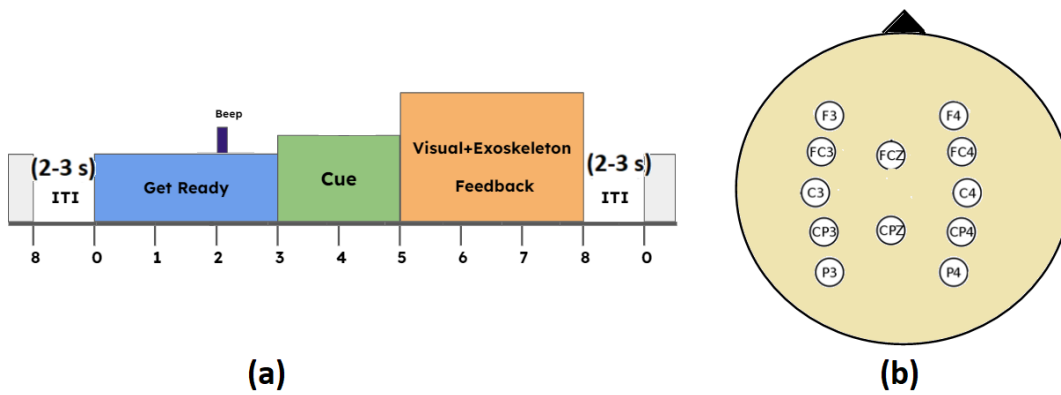 Beep
(2-3 s)
ITI
Get Ready
Cue
Visual+Exoskeleton
Feedback
(2-3 s)
ITI
8 0 1 2 3 4 5 6 7 8 0
(a)
F3 F4
FC3 FCZ FC4
C3 C4
CP3 CPZ CP4
P3 P4
(b)